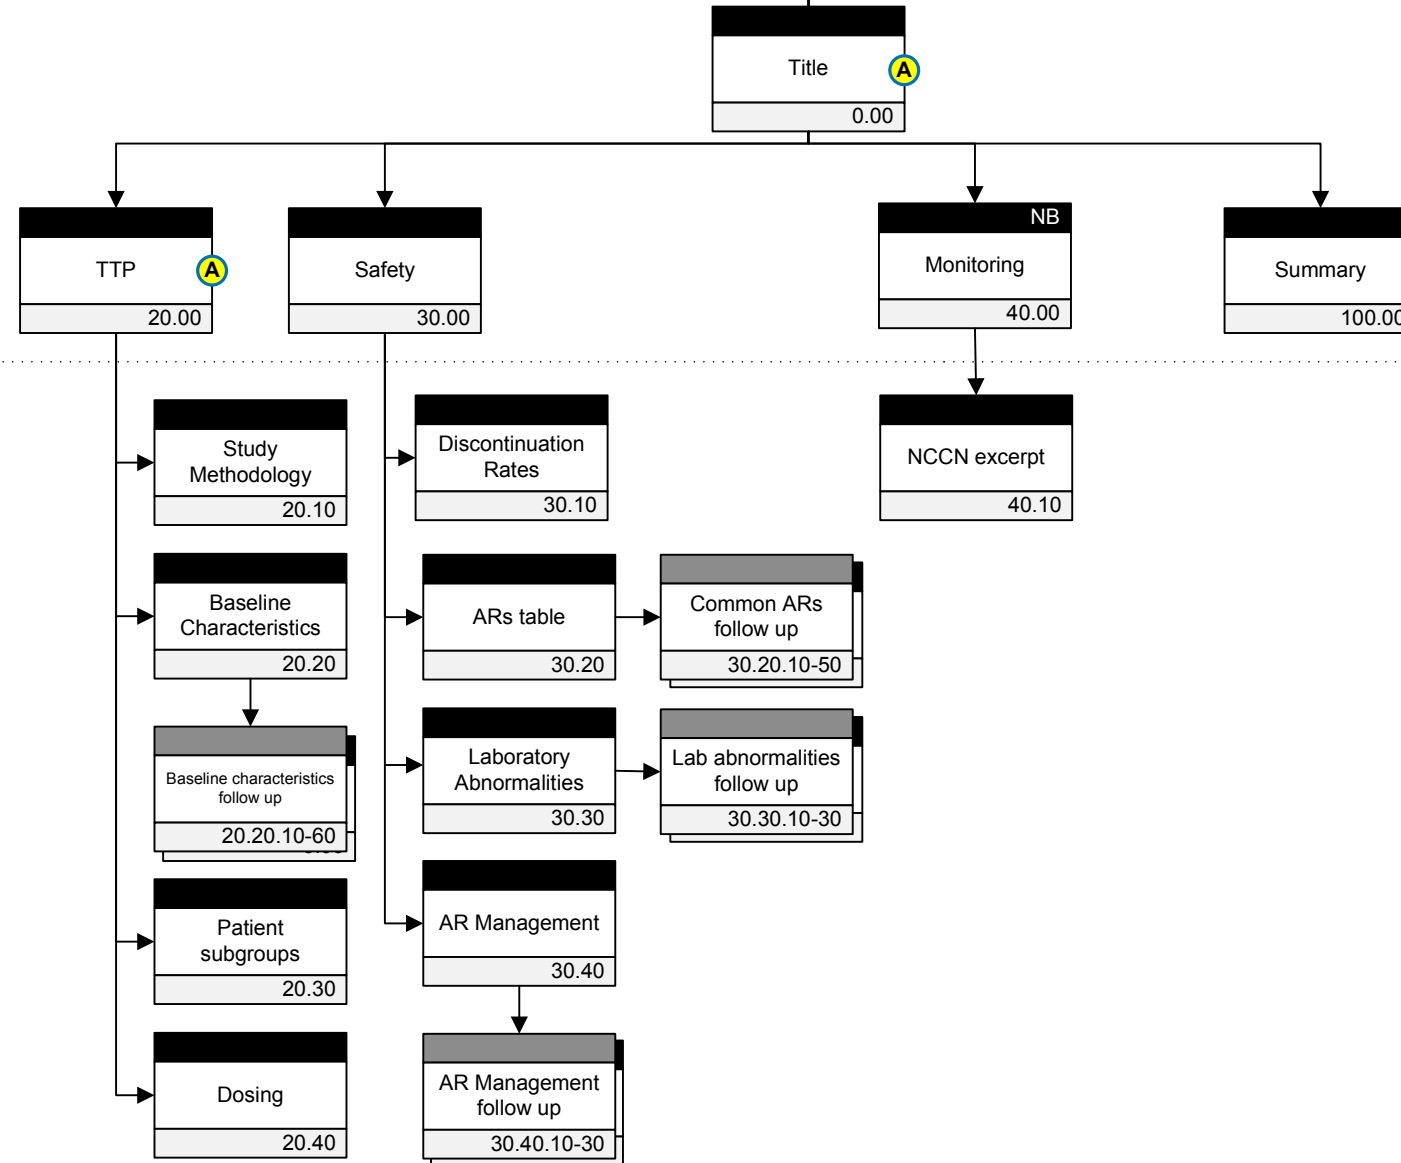 Title
A
0.00
TTP
A
20.00
Safety
30.00
NB
Monitoring
40.00
Summary
100.00
Study
Methodology
20.10
Discontinuation
Rates
30.10
NCCN excerpt
40.10
Baseline
Characteristics
20.20
ARs table
30.20
Common ARs
follow up
30.20.10-50
Baseline characteristics
follow up
20.20.10-60
Laboratory
Abnormalities
30.30
Lab abnormalities
follow up
30.30.10-30
Patient
subgroups
20.30
AR Management
30.40
Dosing
20.40
AR Management
follow up
30.40.10-30